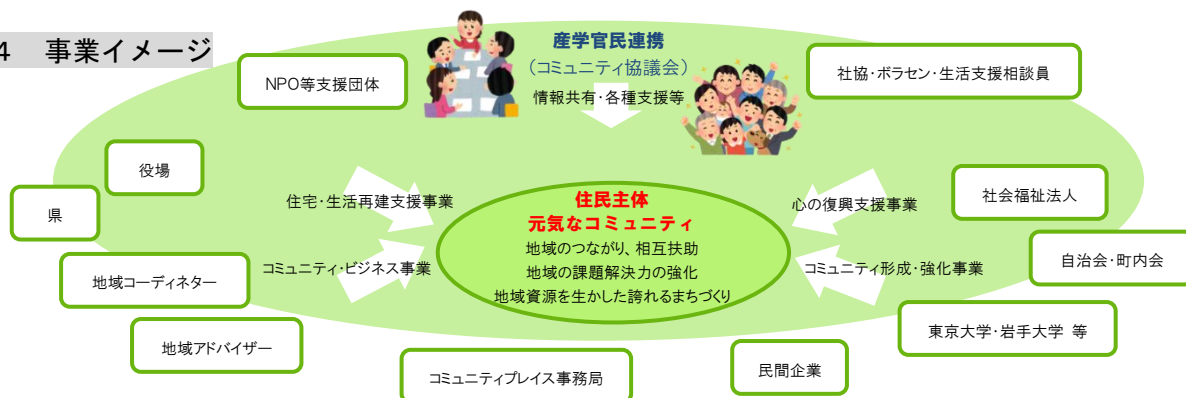 4 事業イメージ
産学官民連携
（コミュニティ協議会）
情報共有・各種支援等
NPO等支援団体
社協・ボラセン・生活支援相談員
役場
県
住宅・生活再建支援事業
心の復興支援事業
社会福祉法人
住民主体
元気なコミュニティ
地域のつながり、相互扶助
地域の課題解決力の強化
地域資源を生かした誇れるまちづくり
コミュニティ・ビジネス事業
コミュニティ形成・強化事業
自治会・町内会
地域コーディネター
地域アドバイザー
東京大学・岩手大学 等
コミュニティプレイス事務局
民間企業